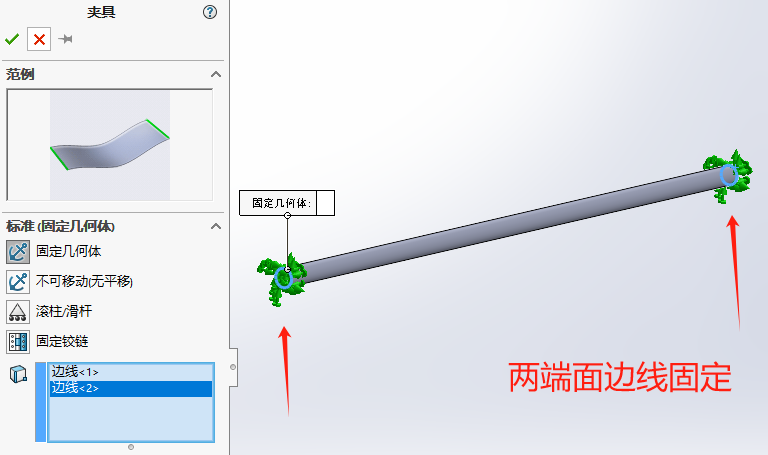 夹具
范例
标准(固定几何体)
固定几何体
不可移动(无平移)
滚柱/滑杆
固定铰链
边线<1>
边线<2>
固定几何体:
两端面边线固定